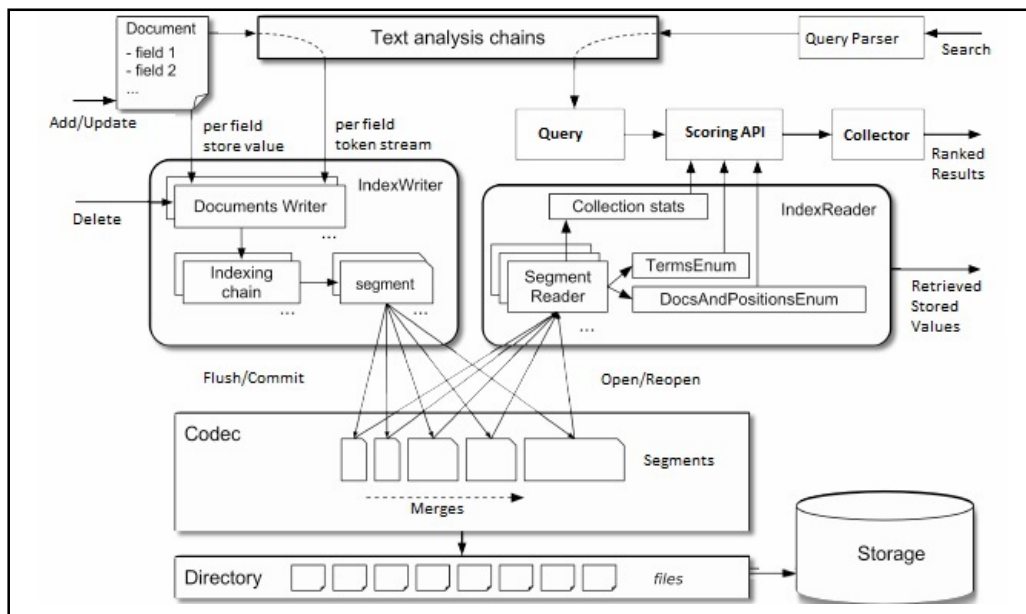 Document
- field 1
- field 2
...
Text analysis chains
Query Parser
Search
Add/Update
per field
store value
per field
token stream
Query
Scoring API
Collector
Ranked
Results
IndexWriter
Documents Writer
...
Delete
Indexing
chain
...
segment
...
Collection stats
IndexReader
Segment
Reader
...
TermsEnum
DocsAndPositionsEnum
Retrieved
Stored
Values
Flush/Commit
Open/Reopen
Codec
Segments
Merges
Directory
files
Storage